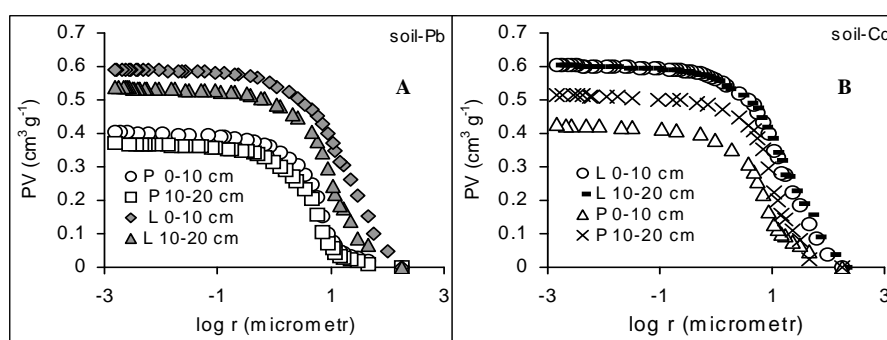 soil-Pb
A
PV (cm³ g⁻¹)
0.7
0.6
0.5
0.4
0.3
0.2
0.1
0
P 0-10 cm
P 10-20 cm
L 0-10 cm
L 10-20 cm
-3
-1
1
3
log r (micrometr)
soil-Cd
B
PV (cm³ g⁻¹)
0.7
0.6
0.5
0.4
0.3
0.2
0.1
0
L 0-10 cm
L 10-20 cm
P 0-10 cm
P 10-20 cm
-3
-1
1
3
log r (micrometr)